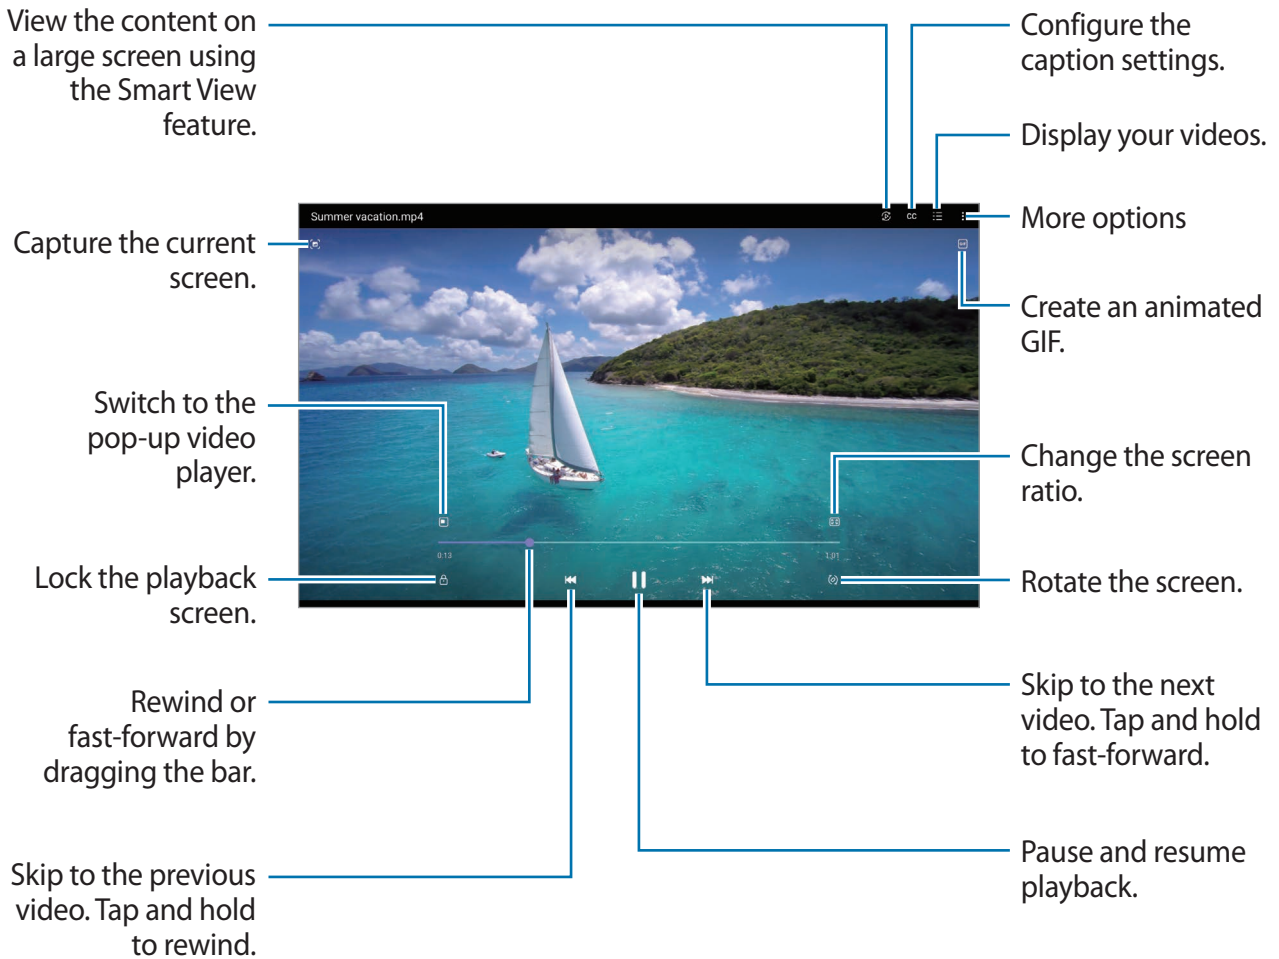 View the content on
a large screen using
the Smart View
feature.
Configure the
caption settings.
Display your videos.
More options
Summer vacation.mp4
CC
Capture the current
screen.
Create an animated
GIF.
Switch to the
pop-up video
player.
Change the screen
ratio.
0:13
1:01
Lock the playback
screen.
Rotate the screen.
Rewind or
fast-forward by
dragging the bar.
Skip to the next
video. Tap and hold
to fast-forward.
Pause and resume
playback.
Skip to the previous
video. Tap and hold
to rewind.